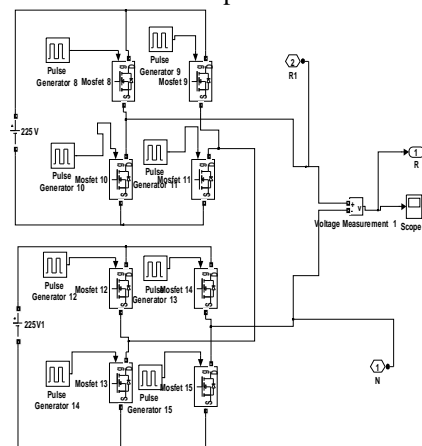 2
R1
Pulse
Generator 8
Mosfet 8
g
D
S
Pulse
Generator 9
Mosfet 9
g
D
S
225 V
Pulse
Generator
10
Mosfet 10
g
D
S
Pulse
Generator 11
Mosfet 11
g
D
S
+
-
v
Voltage Measurement 1
1
R
Scope
Pulse
Generator 12
Mosfet 12
g
D
S
Pulse
Generator 13
Mosfet 14
g
D
S
225V1
Pulse
Generator
14
Mosfet 13
g
D
S
Pulse
Generator 15
Mosfet 15
g
D
S
1
N